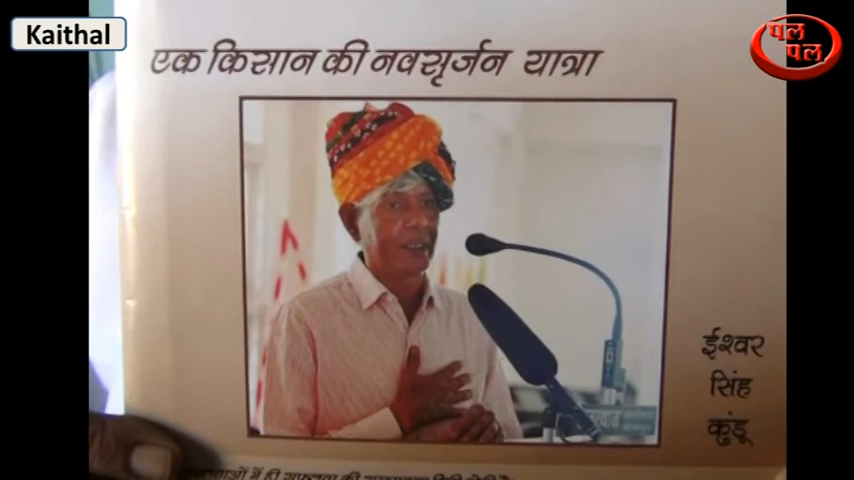 Kaithal
पल
पल
एक किसान की नवसृर्जन यात्रा
ईश्वर
सिंह
कुंडू